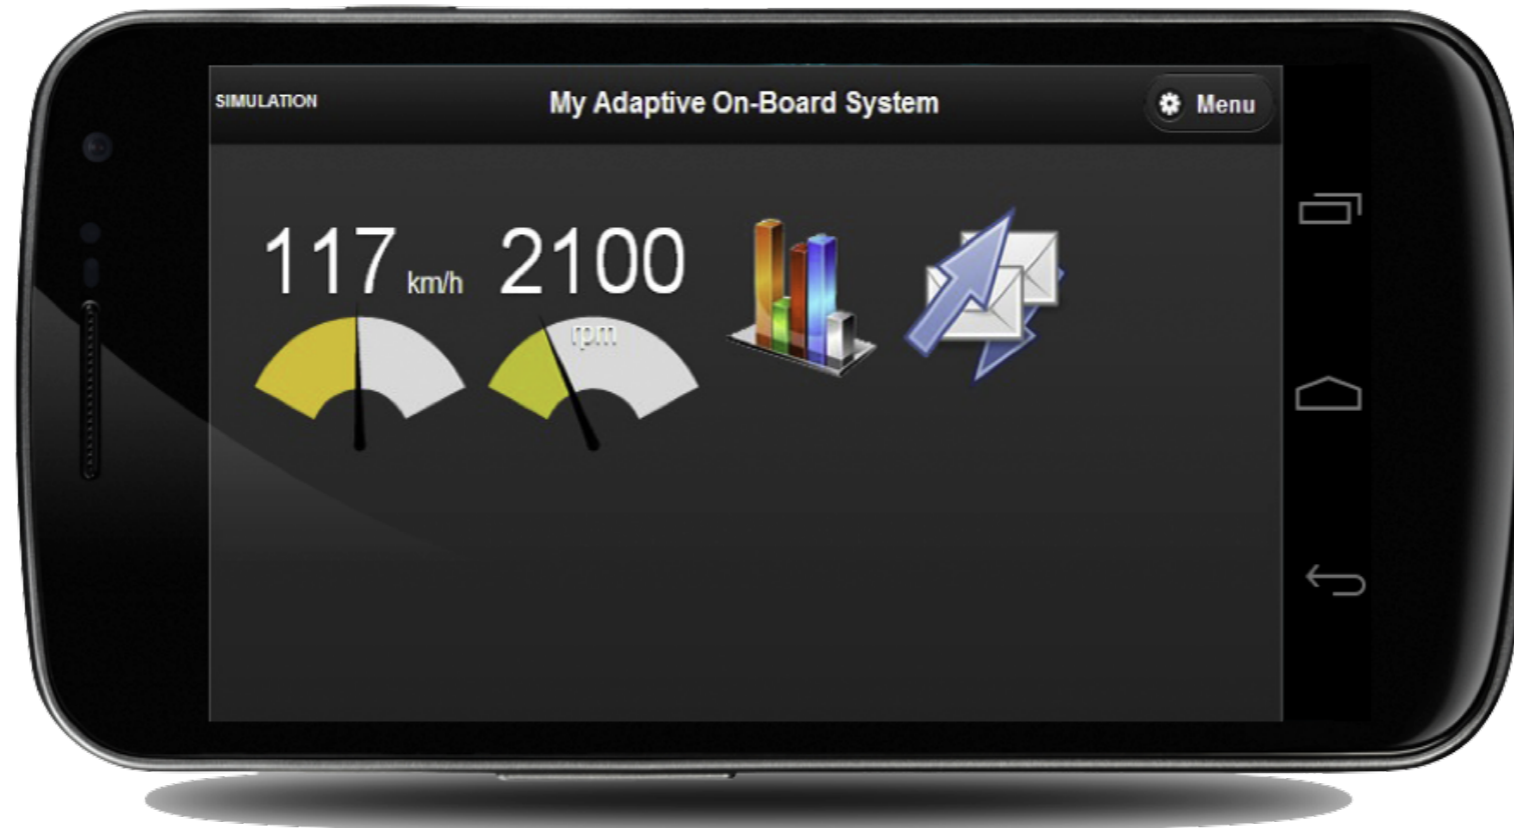 SIMULATION
My Adaptive On-Board System
Menu
117 km/h
2100
rpm